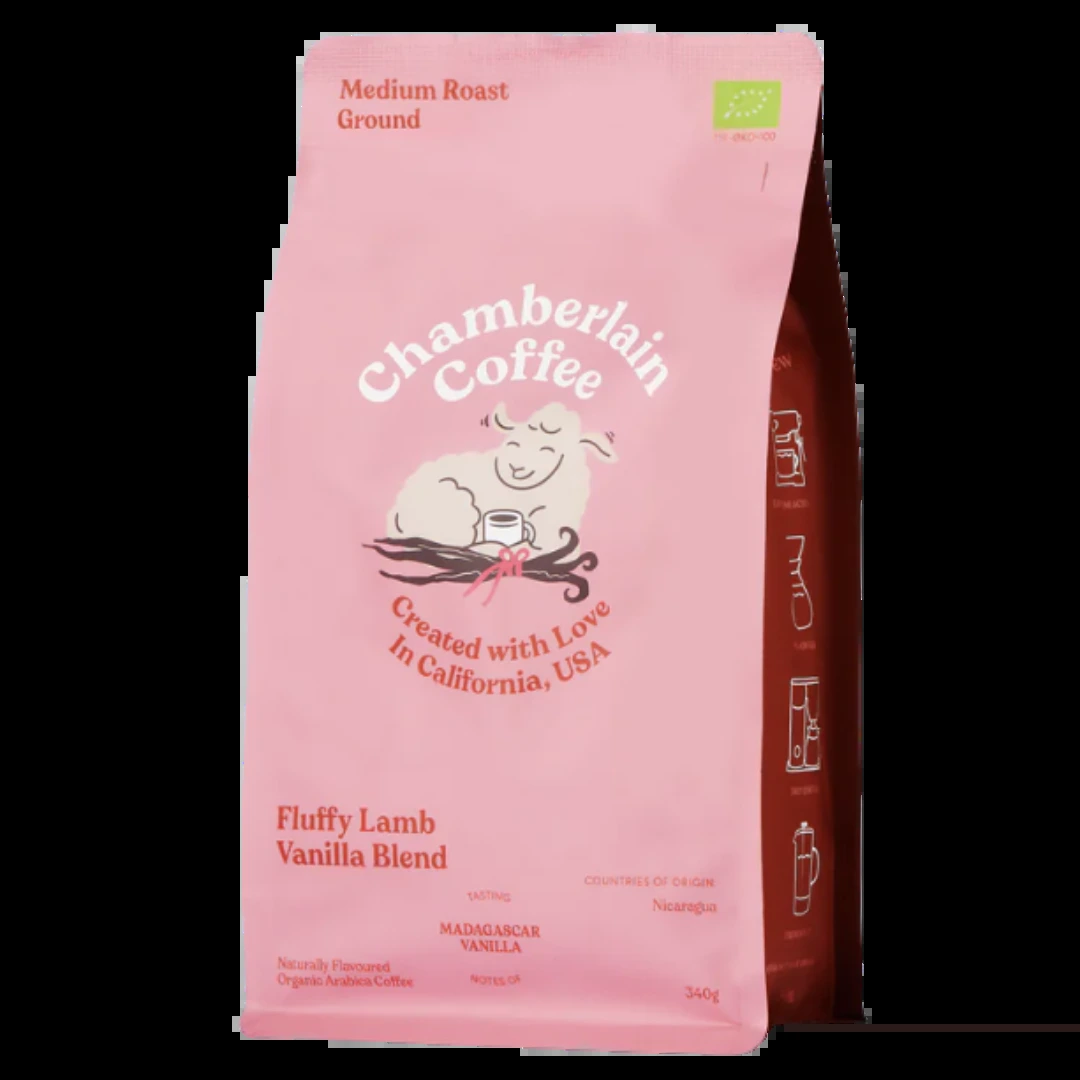 Medium Roast
Ground
Chamberlain
Coffee
Created with Love
In California, USA
Fluffy Lamb
Vanilla Blend
COUNTRIES OF ORIGIN:
Nicaragua
TASTING
MADAGASCAR
VANILLA
NOTES OF
Naturally Flavoured
Organic Arabica Coffee
340g